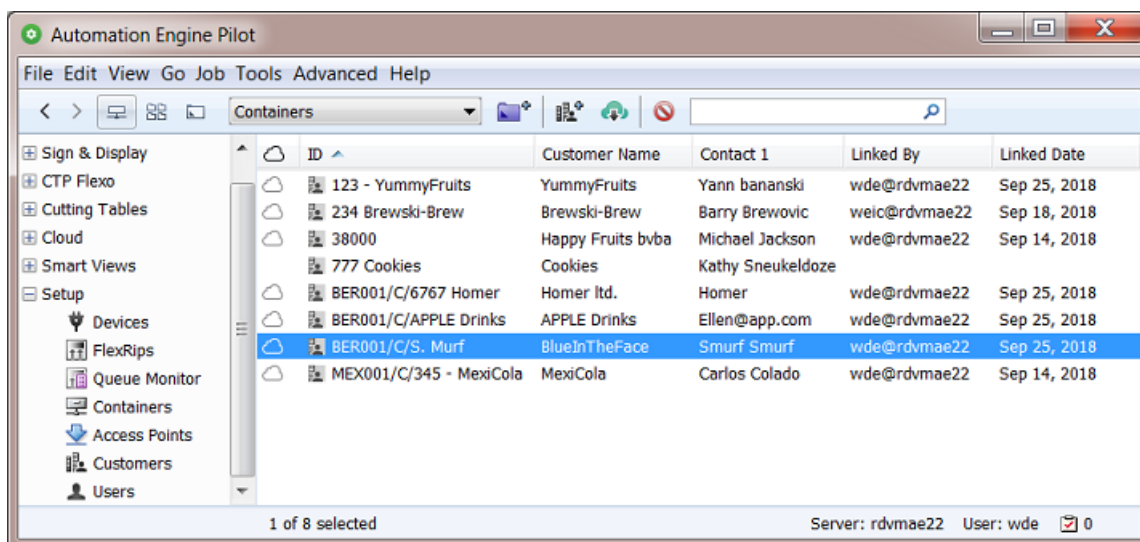 Automation Engine Pilot
File Edit View Go Job Tools Advanced Help
Containers
Sign & Display
CTP Flexo
Cutting Tables
Cloud
Smart Views
Setup
Devices
FlexRips
Queue Monitor
Containers
Access Points
Customers
Users
ID Customer Name Contact 1 Linked By Linked Date
123 - YummyFruits YummyFruits Yann bananski wde@rdvmae22 Sep 25, 2018
234 Brewski-Brew Brewski-Brew Barry Brewovic weic@rdvmae22 Sep 18, 2018
38000 Happy Fruits bvba Michael Jackson wde@rdvmae22 Sep 14, 2018
777 Cookies Cookies Kathy Sneukeldoze
BER001/C/6767 Homer Homer ltd. Homer wde@rdvmae22 Sep 25, 2018
BER001/C/APPLE Drinks APPLE Drinks Ellen@app.com wde@rdvmae22 Sep 25, 2018
BER001/C/S. Murf BlueInTheFace Smurf Smurf wde@rdvmae22 Sep 25, 2018
MEX001/C/345 - MexiCola MexiCola Carlos Colado wde@rdvmae22 Sep 14, 2018
1 of 8 selected Server: rdvmae22 User: wde 0